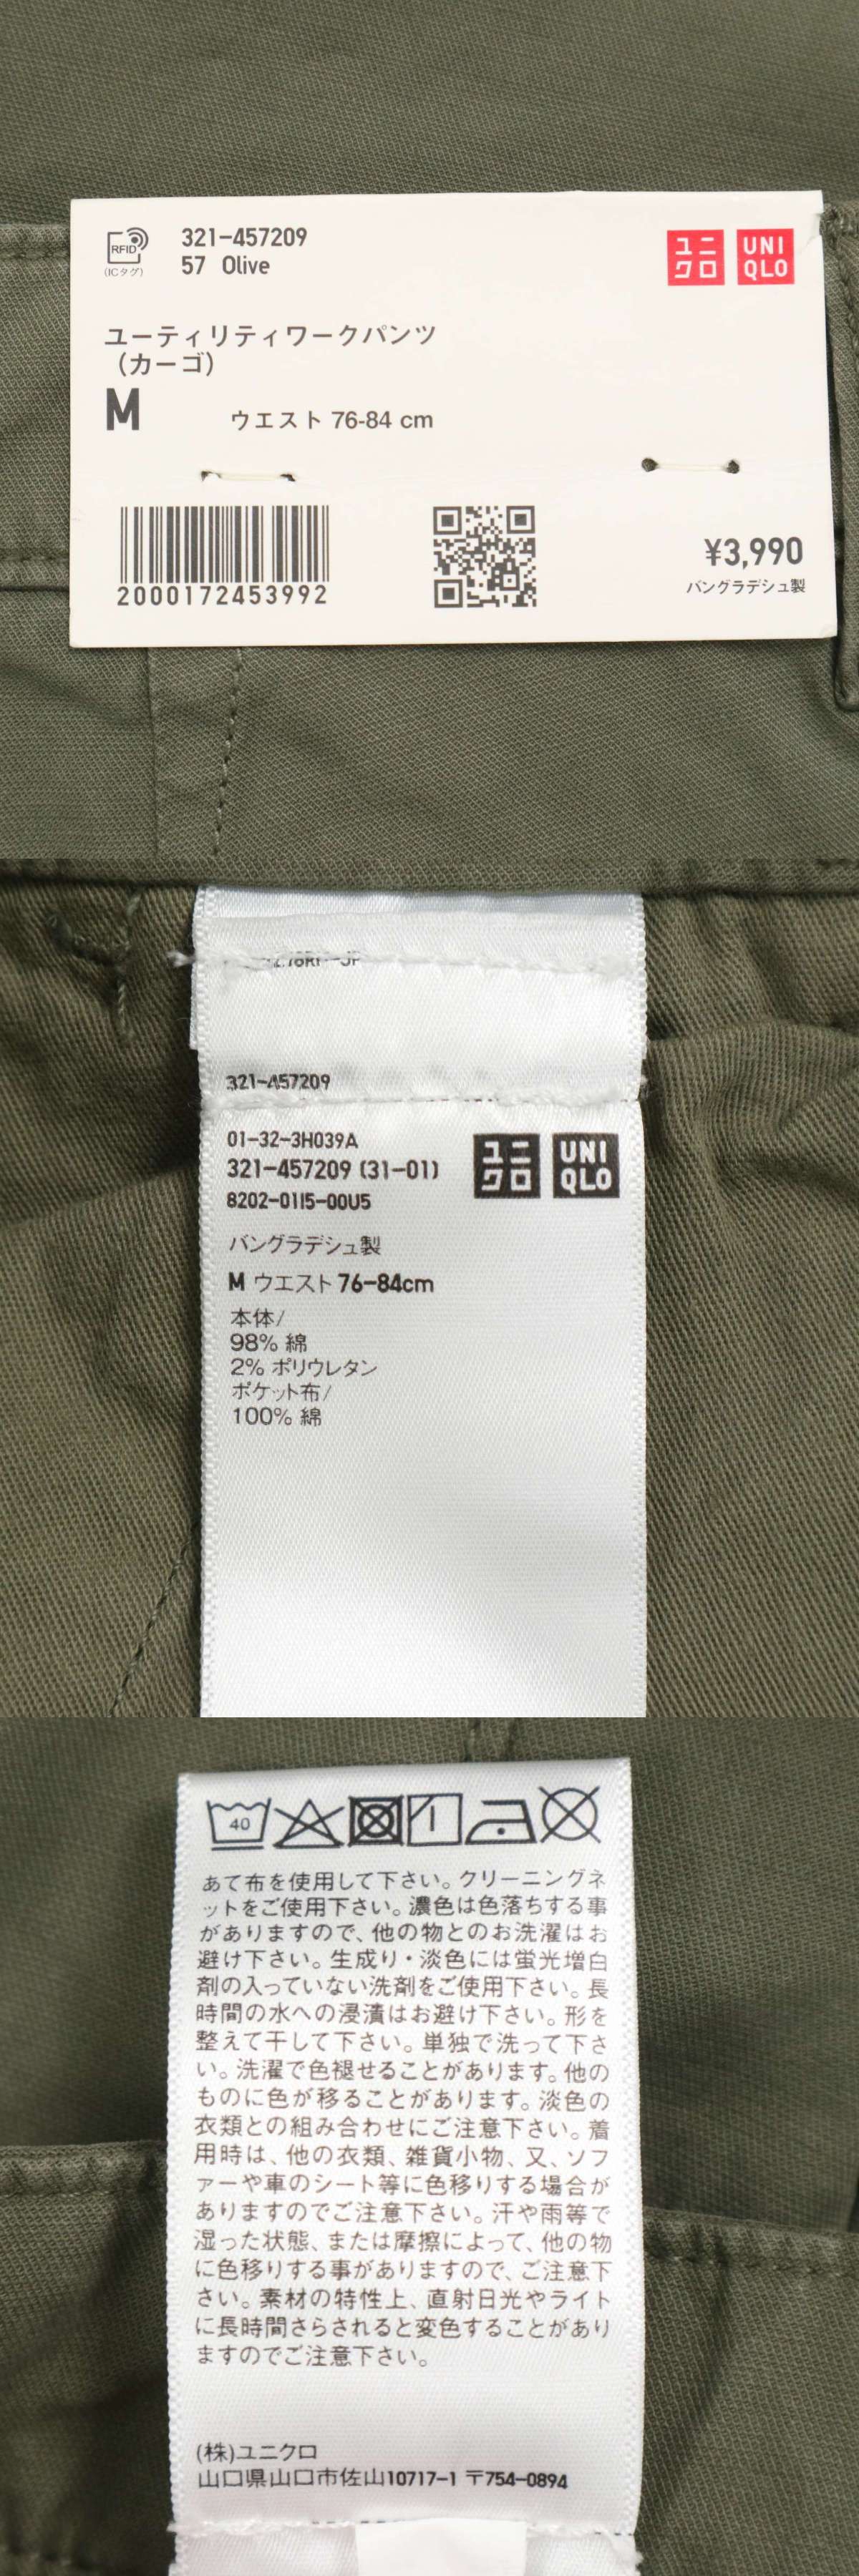 RFID
(ICタグ)
321-457209
57 Olive
ユニ
クロ
UNI
QLO
ユーティリティワークパンツ
(カーゴ)
M
ウエスト 76-84 cm
2000172453992
¥3,990
バングラデシュ製
321-457209
01-32-3H039A
321-457209 (31-01)
8202-0115-00U5
ユニ
クロ
UNI
QLO
バングラデシュ製
M ウエスト 76-84cm
本体/
98% 綿
2% ポリウレタン
ポケット布/
100% 綿
40
あて布を使用して下さい。クリーニングネ
ットをご使用下さい。濃色は色落ちする事
がありますので、他の物とのお洗濯はお
避け下さい。生成り・淡色には蛍光増白
剤の入っていない洗剤をご使用下さい。長
時間の水への浸漬はお避け下さい。形を
整えて干して下さい。単独で洗って下さ
い。洗濯で色褪せることがあります。他の
ものに色が移ることがあります。淡色の
衣類との組み合わせにご注意下さい。着
用時は、他の衣類、雑貨小物、又、ソフ
ァーや車のシート等に色移りする場合が
ありますのでご注意下さい。汗や雨等で
湿った状態、または摩擦によって、他の物
に色移りする事がありますので、ご注意下
さい。素材の特性上、直射日光やライト
に長時間さらされると変色することがあり
ますのでご注意下さい。
(株)ユニクロ
山口県山口市佐山10717-1 〒754-0894